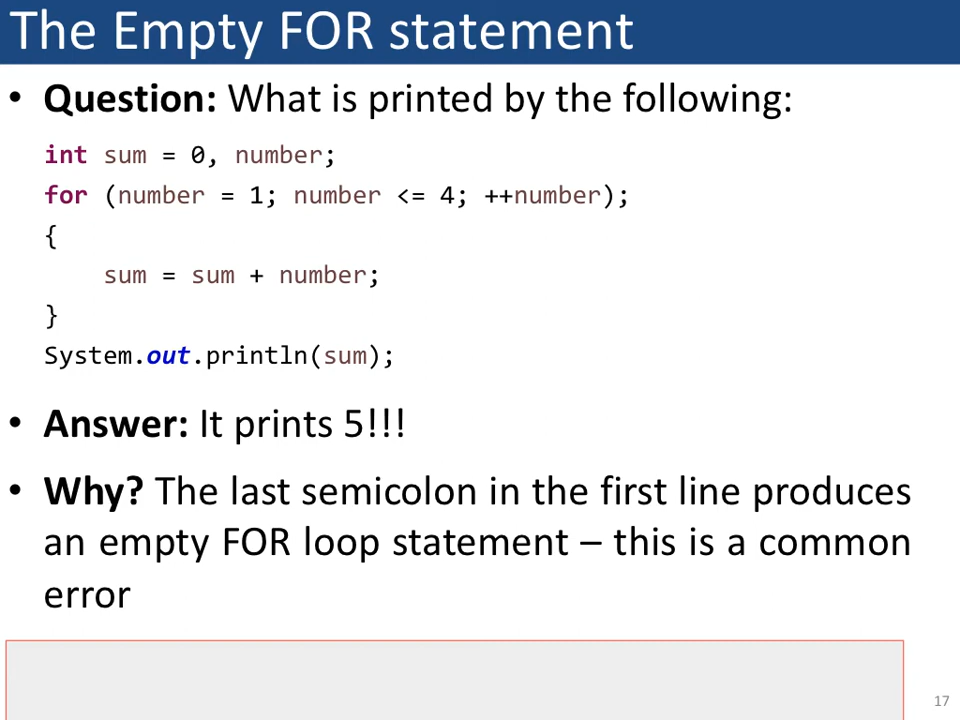 The Empty FOR statement
• Question: What is printed by the following:
int sum = 0, number;
for (number = 1; number <= 4; ++number);
{
    sum = sum + number;
}
System.out.println(sum);
• Answer: It prints 5!!!
• Why? The last semicolon in the first line produces
an empty FOR loop statement – this is a common
error
17